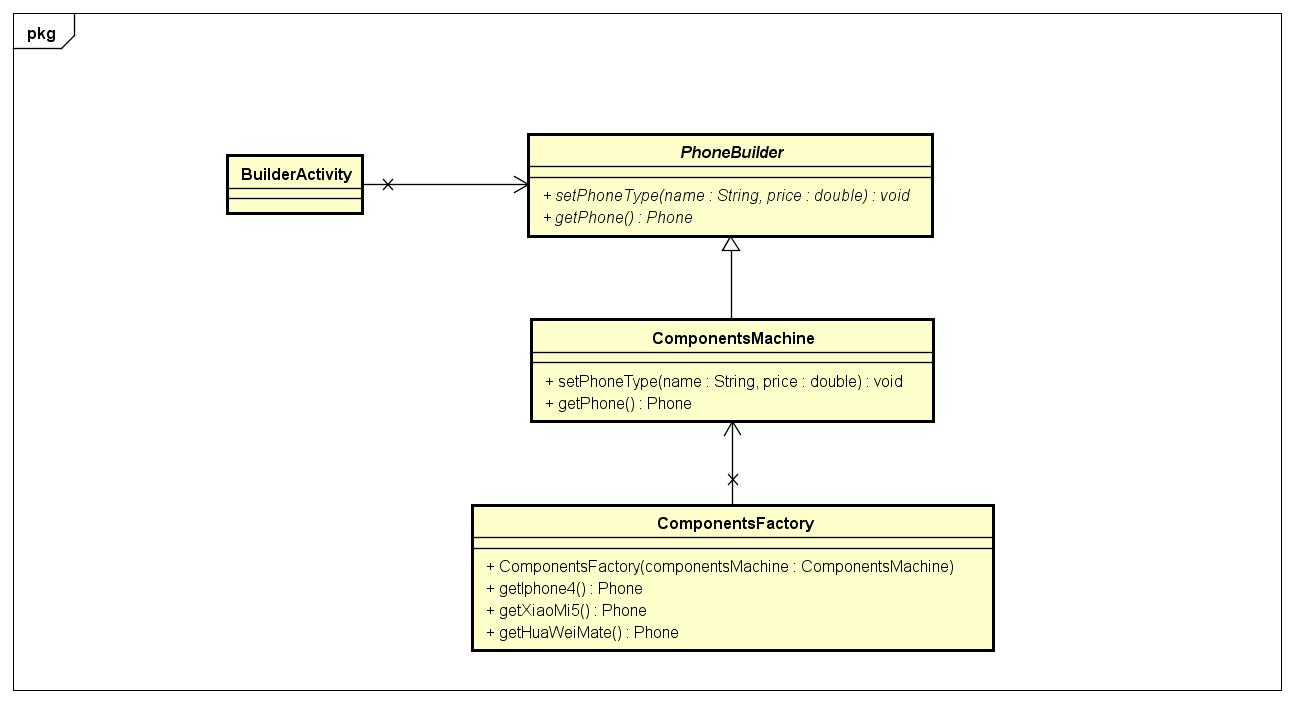 pkg
BuilderActivity
PhoneBuilder
+ setPhoneType(name : String, price : double) : void
+ getPhone() : Phone
ComponentsMachine
+ setPhoneType(name : String, price : double) : void
+ getPhone() : Phone
ComponentsFactory
+ ComponentsFactory(componentsMachine : ComponentsMachine)
+ getIphone4() : Phone
+ getXiaoMi5() : Phone
+ getHuaWeiMate() : Phone